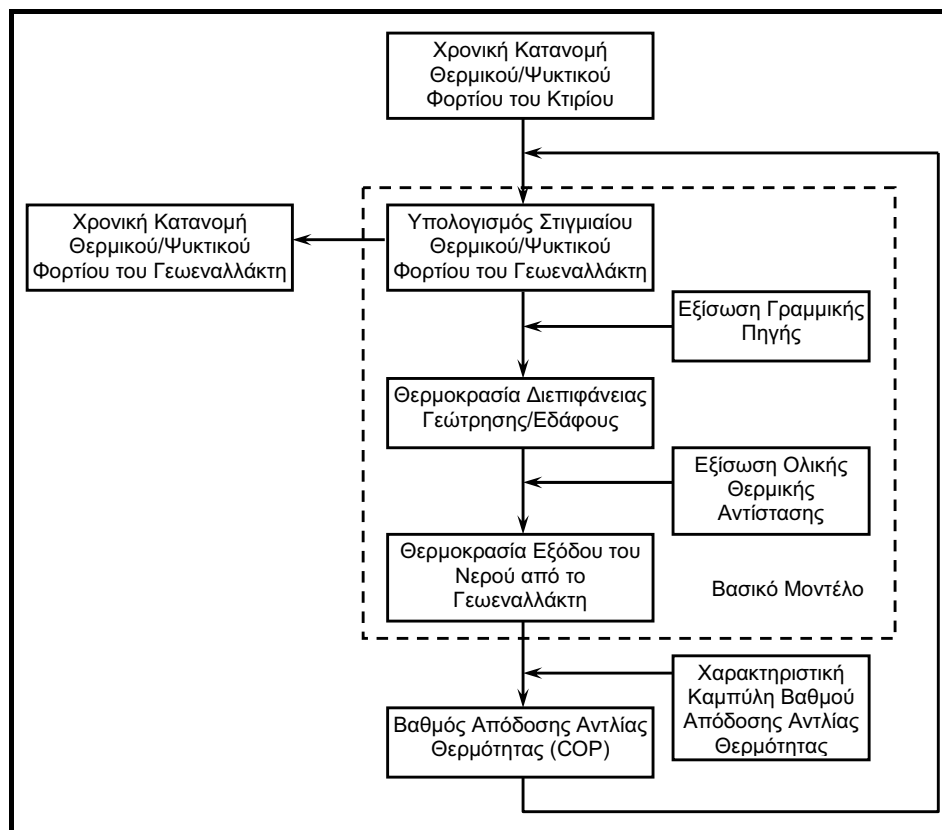 Χρονική Κατανομή
Θερμικού/Ψυκτικού
Φορτίου του Κτιρίου
Χρονική Κατανομή
Θερμικού/Ψυκτικού
Φορτίου του Γεωεναλλάκτη
Υπολογισμός Στιγμιαίου
Θερμικού/Ψυκτικού
Φορτίου του Γεωεναλλάκτη
Εξίσωση Γραμμικής
Πηγής
Θερμοκρασία Διεπιφάνειας
Γεώτρησης/Εδάφους
Εξίσωση Ολικής
Θερμικής
Αντίστασης
Θερμοκρασία Εξόδου του
Νερού από το
Γεωεναλλάκτη
Βασικό Μοντέλο
Χαρακτηριστική
Καμπύλη Βαθμού
Απόδοσης Αντλίας
Θερμότητας
Βαθμός Απόδοσης Αντλίας
Θερμότητας (COP)